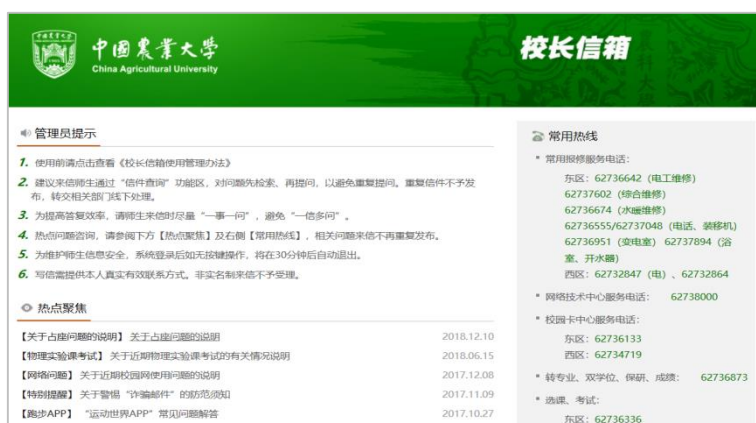 中国农业大学
China Agricultural University
校长信箱
管理员提示
1. 使用前请点击查看《校长信箱使用管理办法》
2. 建议来信师生通过“信件查询”功能区，对问题先检索、再提问，以避免重复提问。重复信件不予发
布，转交相关部门线下处理。
3. 为提高答复效率，请师生来信时尽量“一事一问”，避免“一信多问”。
4. 热点问题咨询，请参阅下方【热点聚焦】及右侧【常用热线】，相关问题来信不再重复发布。
5. 为维护师生信息安全，系统登录后如无按键操作，将在30分钟后自动退出。
6. 写信需提供本人真实有效联系方式。非实名制来信不予受理。
热点聚焦
【关于占座问题的说明】 关于占座问题的说明 2018.12.10
【物理实验课考试】 关于近期物理实验课考试的有关情况说明 2018.06.15
【网络问题】 关于近期校园网使用问题的说明 2017.12.08
【特别提醒】 关于警惕“诈骗邮件”的防范须知 2017.11.09
【跑步APP】 “运动世界APP”常见问题解答 2017.10.27
常用热线
常用报修服务电话：
东区：62736642（电工维修）
62737602（综合维修）
62736674（水暖维修）
62736555/62737048（电话、装移机）
62736951（变电室） 62737894（浴
室、开水器）
西区：62732847（电）、62732864
网络技术中心服务电话： 62738000
校园卡中心服务电话：
东区：62736133
西区：62734719
转专业、双学位、保研、成绩： 62736873
选课、考试：
东区：62736336